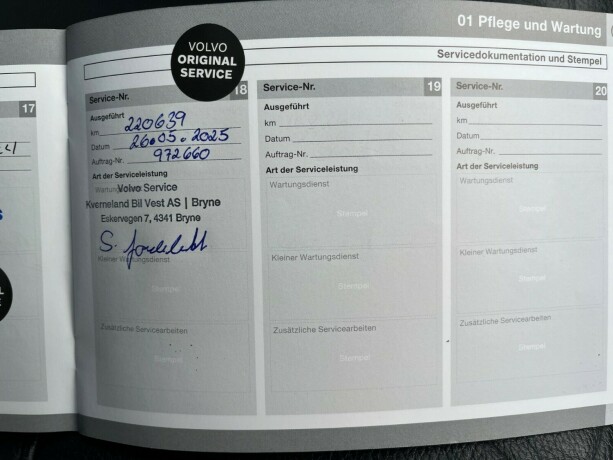 01 Pflege und Wartung
Servicedokumentation und Stempel
VOLVO
ORIGINAL
SERVICE
17
Service-Nr. 18
Ausgeführt
km 220639
Datum 26.05.2025
Auftrag-Nr. 972660
Art der Serviceleistung
Volvo Service
Kverneland Bil Vest AS | Bryne
Eskervegen 7, 4341 Bryne
S.
Kleiner Wartungsdienst
Stempel
Zusätzliche Servicearbeiten
Stempel
Service-Nr. 19
Ausgeführt
km
Datum
Auftrag-Nr.
Art der Serviceleistung
Wartungsdienst
Stempel
Kleiner Wartungsdienst
Stempel
Zusätzliche Servicearbeiten
Stempel
Service-Nr. 20
Ausgeführt
km
Datum
Auftrag-Nr.
Art der Serviceleistung
Wartungsdienst
Stempel
Kleiner Wartungsdienst
Stempel
Zusätzliche Servicearbeiten
Stempel